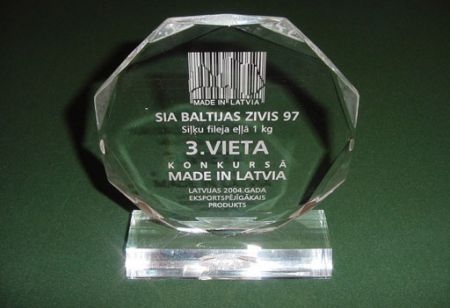 MADE IN LATVIA
SIA BALTIJAS ZIVIS 97
Siļķu fileja eļļā 1 kg
3.VIETA
KONKURSĀ
MADE IN LATVIA
LATVIJAS 2004.GADA
EKSPORTSPĒJĪGĀKAIS
PRODUKTS